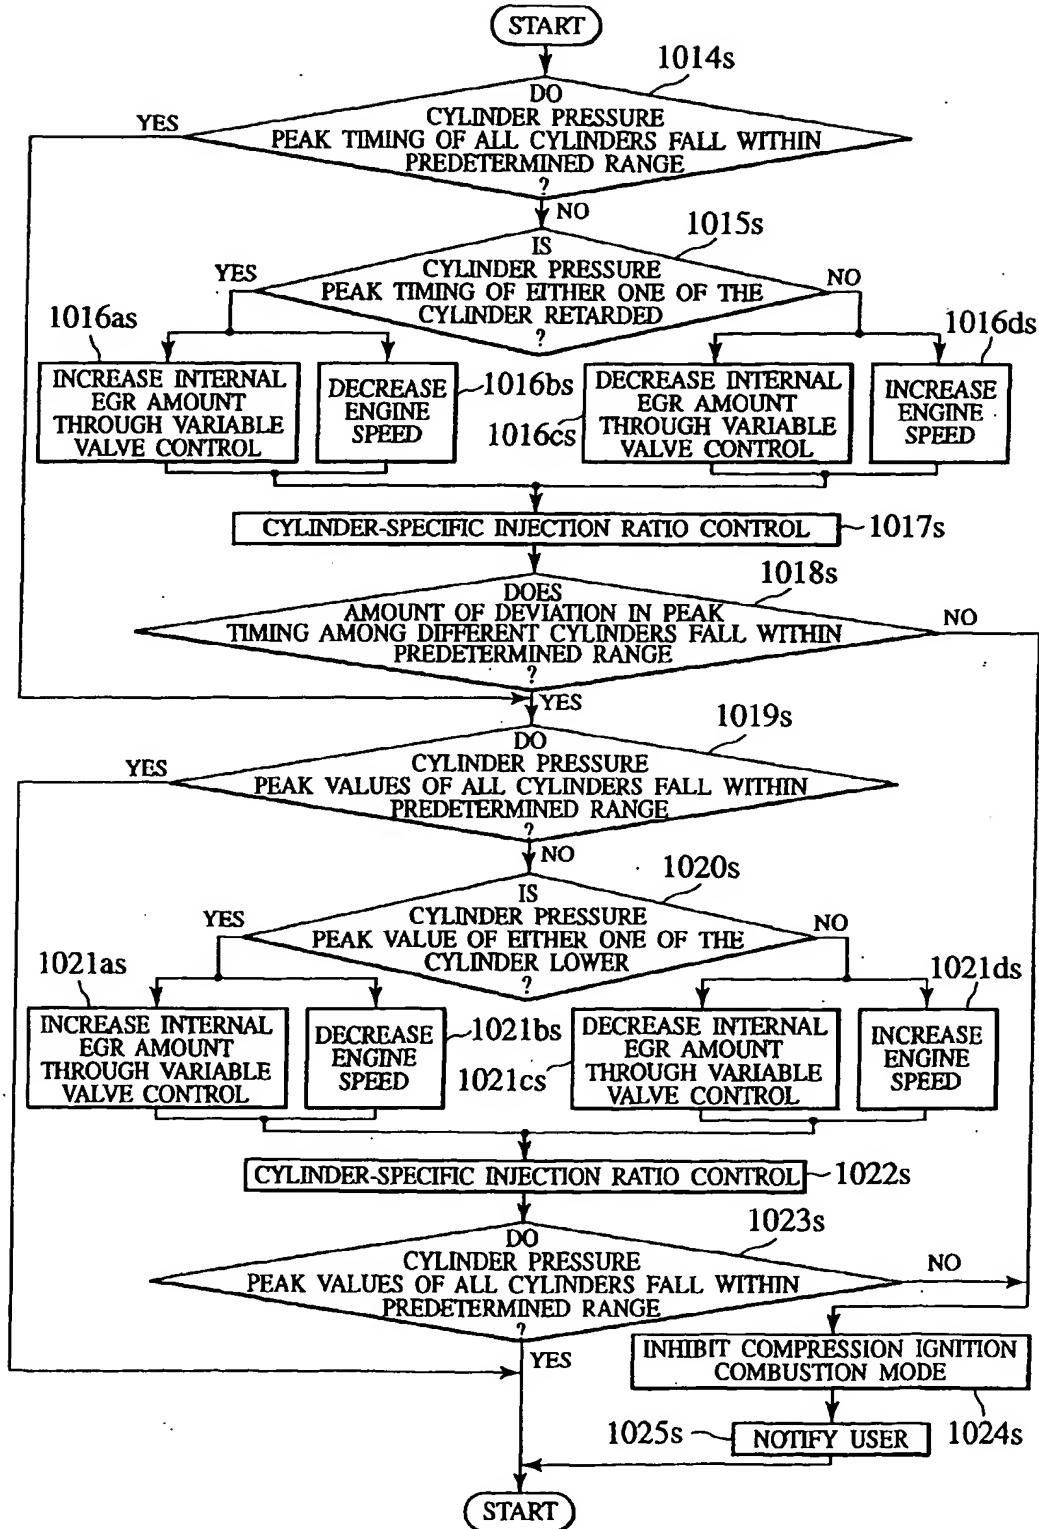 START
1014s
DO
CYLINDER PRESSURE
PEAK TIMING OF ALL CYLINDERS FALL WITHIN
PREDETERMINED RANGE
?
YES
NO
1015s
IS
CYLINDER PRESSURE
PEAK TIMING OF EITHER ONE OF THE
CYLINDER RETARDED
?
YES
NO
1016as
INCREASE INTERNAL
EGR AMOUNT
THROUGH VARIABLE
VALVE CONTROL
DECREASE
ENGINE
SPEED
1016bs
1016cs
DECREASE INTERNAL
EGR AMOUNT
THROUGH VARIABLE
VALVE CONTROL
1016ds
INCREASE
ENGINE
SPEED
CYLINDER-SPECIFIC INJECTION RATIO CONTROL
1017s
1018s
DOES
AMOUNT OF DEVIATION IN PEAK
TIMING AMONG DIFFERENT CYLINDERS FALL WITHIN
PREDETERMINED RANGE
?
NO
YES
1019s
DO
CYLINDER PRESSURE
PEAK VALUES OF ALL CYLINDERS FALL WITHIN
PREDETERMINED RANGE
?
YES
NO
1020s
IS
CYLINDER PRESSURE
PEAK VALUE OF EITHER ONE OF THE
CYLINDER LOWER
?
YES
NO
1021as
INCREASE INTERNAL
EGR AMOUNT
THROUGH VARIABLE
VALVE CONTROL
DECREASE
ENGINE
SPEED
1021bs
1021cs
DECREASE INTERNAL
EGR AMOUNT
THROUGH VARIABLE
VALVE CONTROL
1021ds
INCREASE
ENGINE
SPEED
CYLINDER-SPECIFIC INJECTION RATIO CONTROL
1022s
1023s
DO
CYLINDER PRESSURE
PEAK VALUES OF ALL CYLINDERS FALL WITHIN
PREDETERMINED RANGE
?
NO
YES
INHIBIT COMPRESSION IGNITION
COMBUSTION MODE
1024s
1025s
NOTIFY USER
START